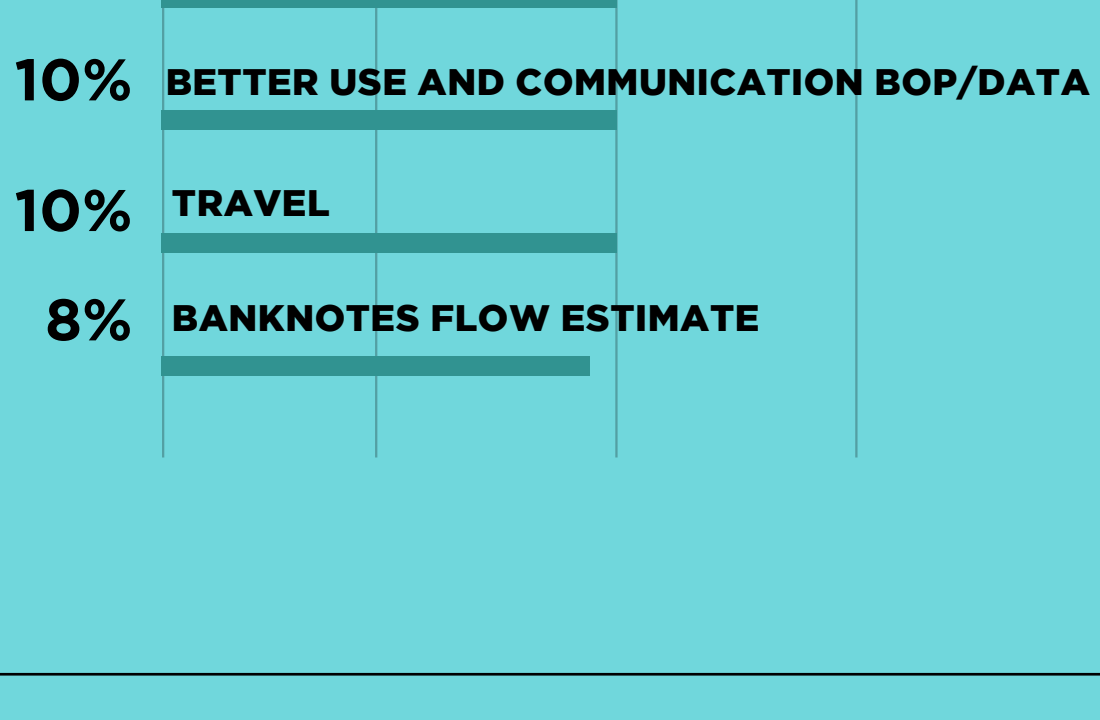 10% BETTER USE AND COMMUNICATION BOP/DATA
10% TRAVEL
8% BANKNOTES FLOW ESTIMATE